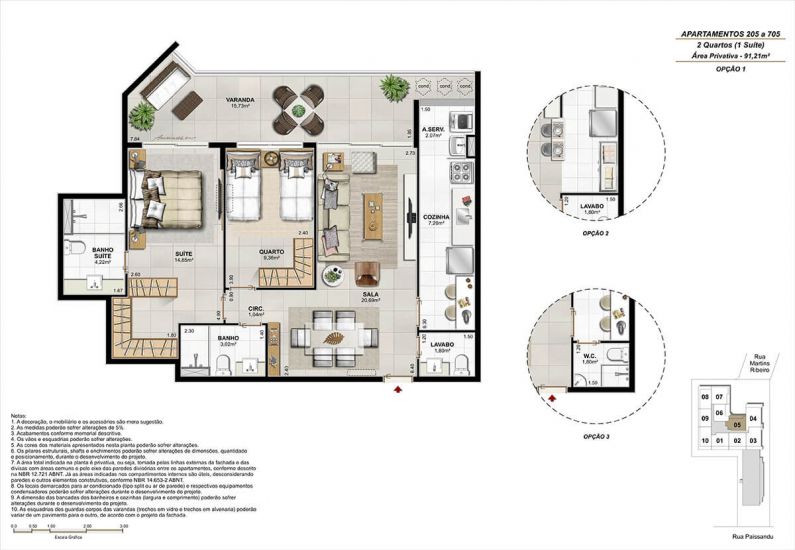 APARTAMENTOS 205 a 705
2 Quartos (1 Suíte)
Área Privativa - 91,21m²
OPÇÃO 1
VARANDA
15,73m²
7.64
1.85
cond
cond
cond
1.50
A.SERV.
2,07m²
2.70
COZINHA
7,26m²
BANHO
SUÍTE
4,22m²
2.66
1.67
SUÍTE
14,65m²
2.60
1.80
4.90
QUARTO
9,36m²
2.40
3.90
0.90
CIRC.
1,04m²
1.40
SALA
20,69m²
6.30
8.40
2.30
BANHO
3,02m²
LAVABO
1,80m²
1.50
1.20
LAVABO
1,80m²
1.50
1.20
OPÇÃO 2
W.C.
1,80m²
1.20
1.50
OPÇÃO 3
Rua
Martins
Ribeiro
08
07
09
06
05
04
10
01
02
03
Rua Paissandu
Notas:
1. A decoração, o mobiliário e os acessórios são mera sugestão.
2. As medidas poderão sofrer alterações de 5%.
3. Acabamentos conforme memorial descritivo.
4. Os vãos e esquadrias poderão sofrer alterações.
5. As cores dos materiais apresentados nesta planta poderão sofrer alterações.
6. Os pilares estruturais, shafts e enchimentos poderão sofrer alterações de dimensões, quantidade
e posicionamento, durante o desenvolvimento do projeto.
7. A área total indicada na planta é privativa, ou seja, tomada pelas linhas externas da fachada e das
divisas com áreas comuns e pelo eixo das paredes divisórias entre os apartamentos, conforme descrito
na NBR 12.721 ABNT. Já as áreas indicadas nos compartimentos internos são úteis, desconsiderando
paredes e outros elementos construtivos, conforme NBR 14.653-2 ABNT.
8. Os locais demarcados para ar condicionado (tipo split ou ar de parede) e respectivos equipamentos
condensadores poderão sofrer alterações durante o desenvolvimento do projeto.
9. A dimensão das bancadas dos banheiros e cozinhas (largura e comprimento) poderão sofrer
alterações durante o desenvolvimento do projeto.
10. As esquadrias dos guardas corpos das varandas (trechos em vidro e trechos em alvenaria) poderão
variar de um pavimento para o outro, de acordo com o projeto da fachada.
0.0
0.50
1.00
2.00
3.00
Escala Gráfica